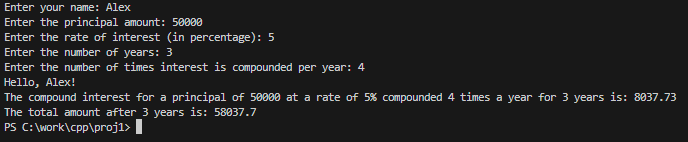 Enter your name: Alex
Enter the principal amount: 50000
Enter the rate of interest (in percentage): 5
Enter the number of years: 3
Enter the number of times interest is compounded per year: 4
Hello, Alex!
The compound interest for a principal of 50000 at a rate of 5% compounded 4 times a year for 3 years is: 8037.73
The total amount after 3 years is: 58037.7
PS C:\work\cpp\proj1>